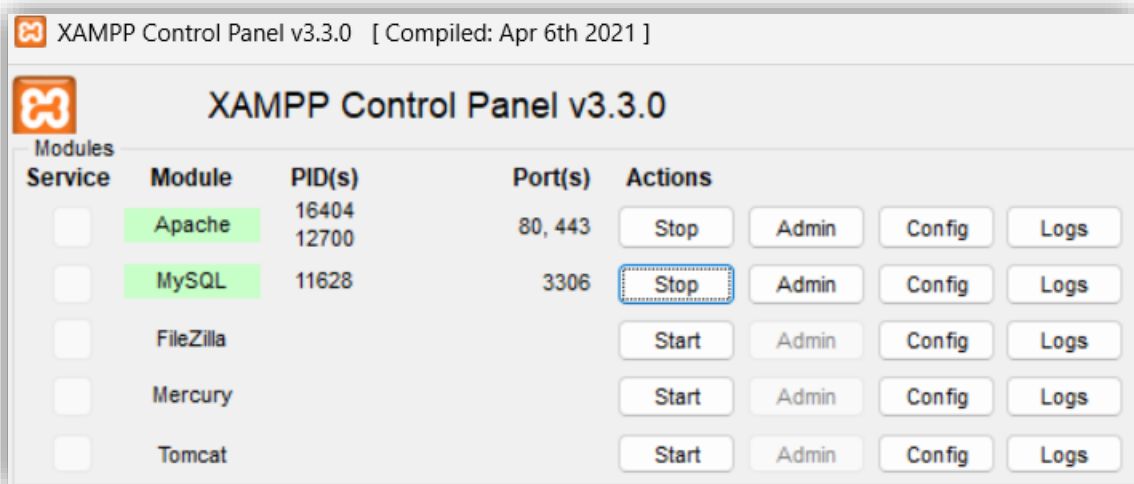 XAMPP Control Panel v3.3.0 [ Compiled: Apr 6th 2021 ]
XAMPP Control Panel v3.3.0
Modules
Service Module PID(s) Port(s) Actions
Apache 16404 12700 80, 443 Stop Admin Config Logs
MySQL 11628 3306 Stop Admin Config Logs
FileZilla Start Admin Config Logs
Mercury Start Admin Config Logs
Tomcat Start Admin Config Logs